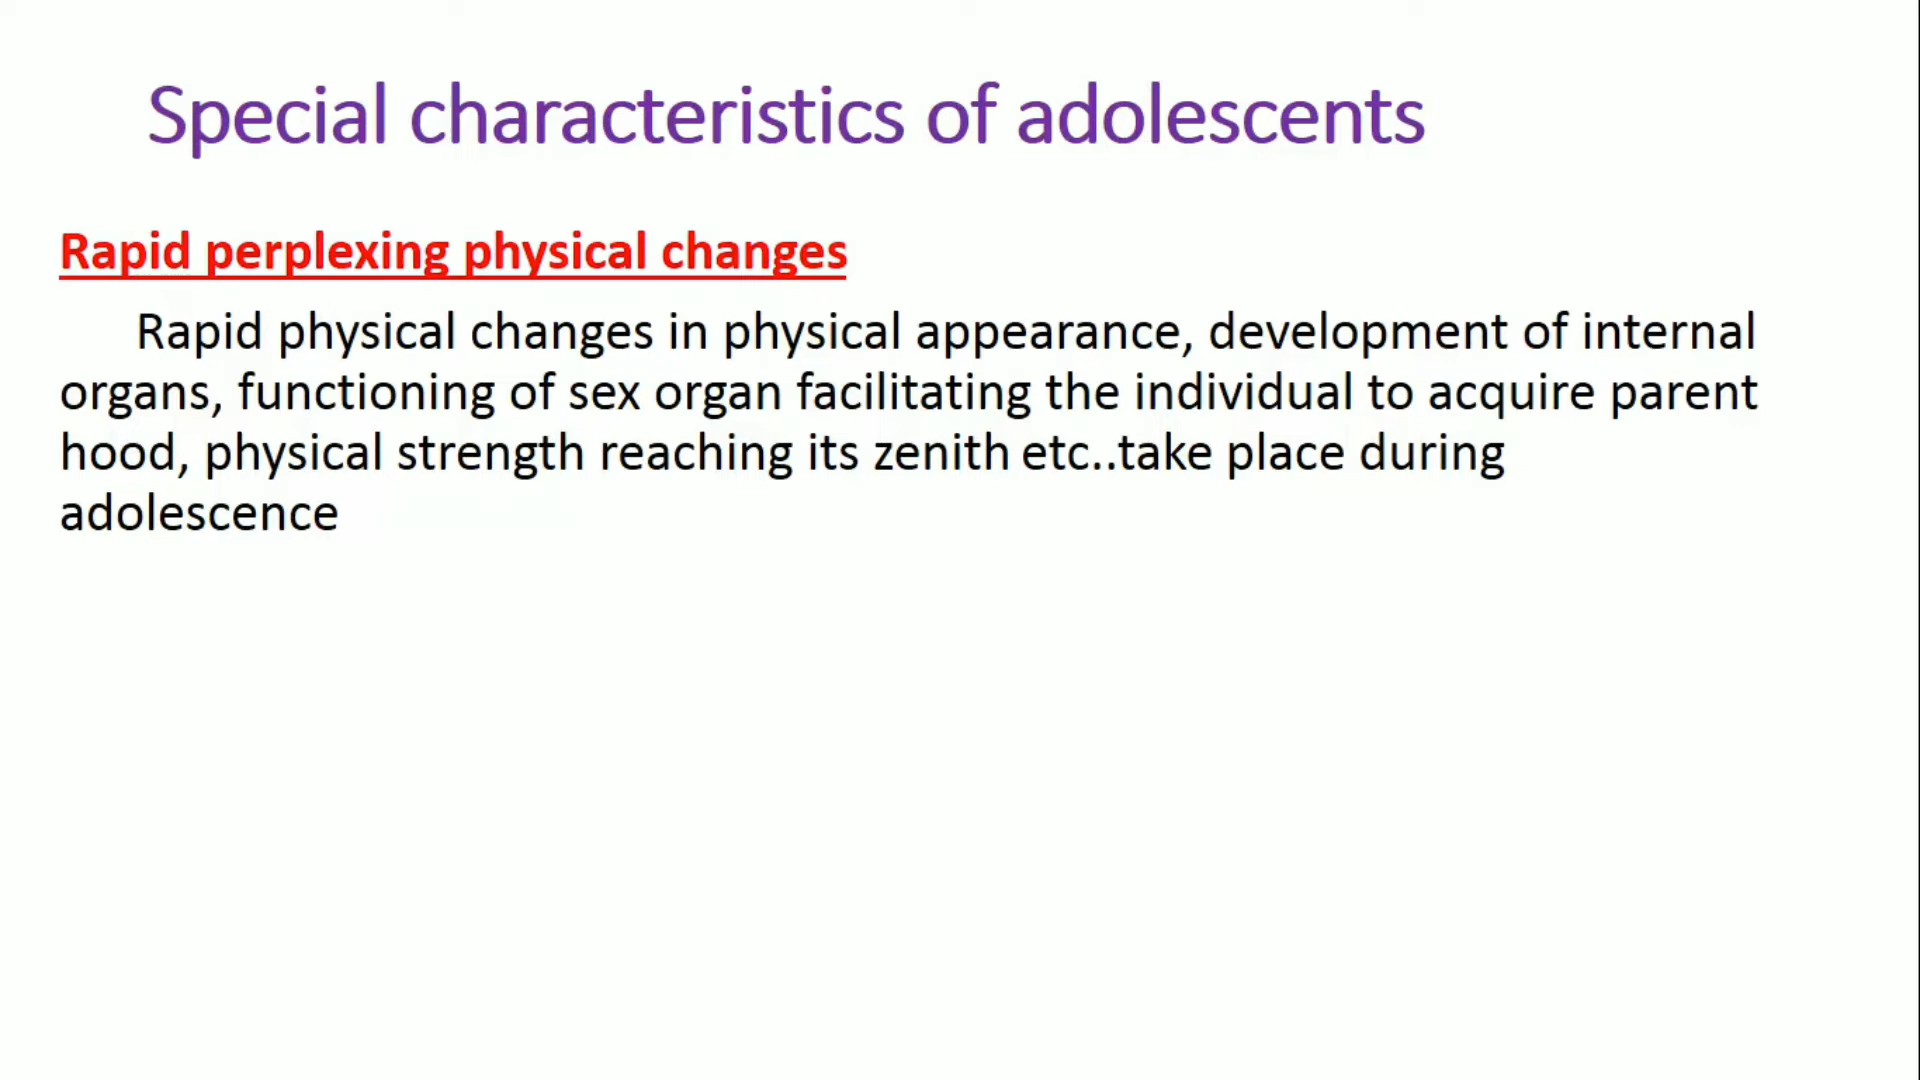 Special characteristics of adolescents
Rapid perplexing physical changes
Rapid physical changes in physical appearance, development of internal
organs, functioning of sex organ facilitating the individual to acquire parent
hood, physical strength reaching its zenith etc..take place during
adolescence